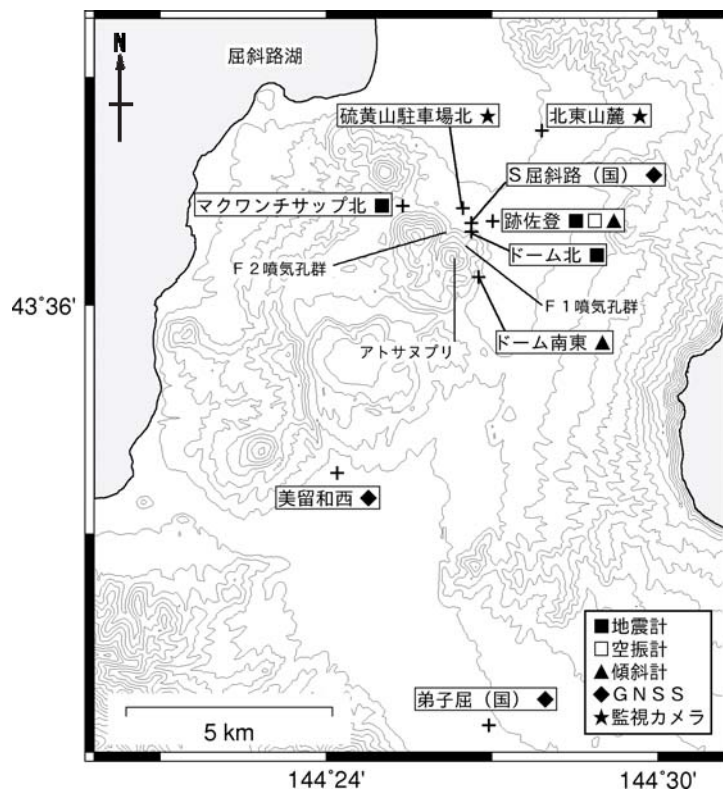 N
屈斜路湖
硫黄山駐車場北 ★
北東山麓 ★
S屈斜路（国） ◆
マクワンチサップ北 ■
跡佐登 ■ □ ▲
ドーム北 ■
F2噴気孔群
F1噴気孔群
43˚36'
アトサヌプリ
ドーム南東 ▲
美留和西 ◆
■地震計
□空振計
▲傾斜計
◆GNSS
★監視カメラ
弟子屈（国） ◆
5 km
144˚24'
144˚30'